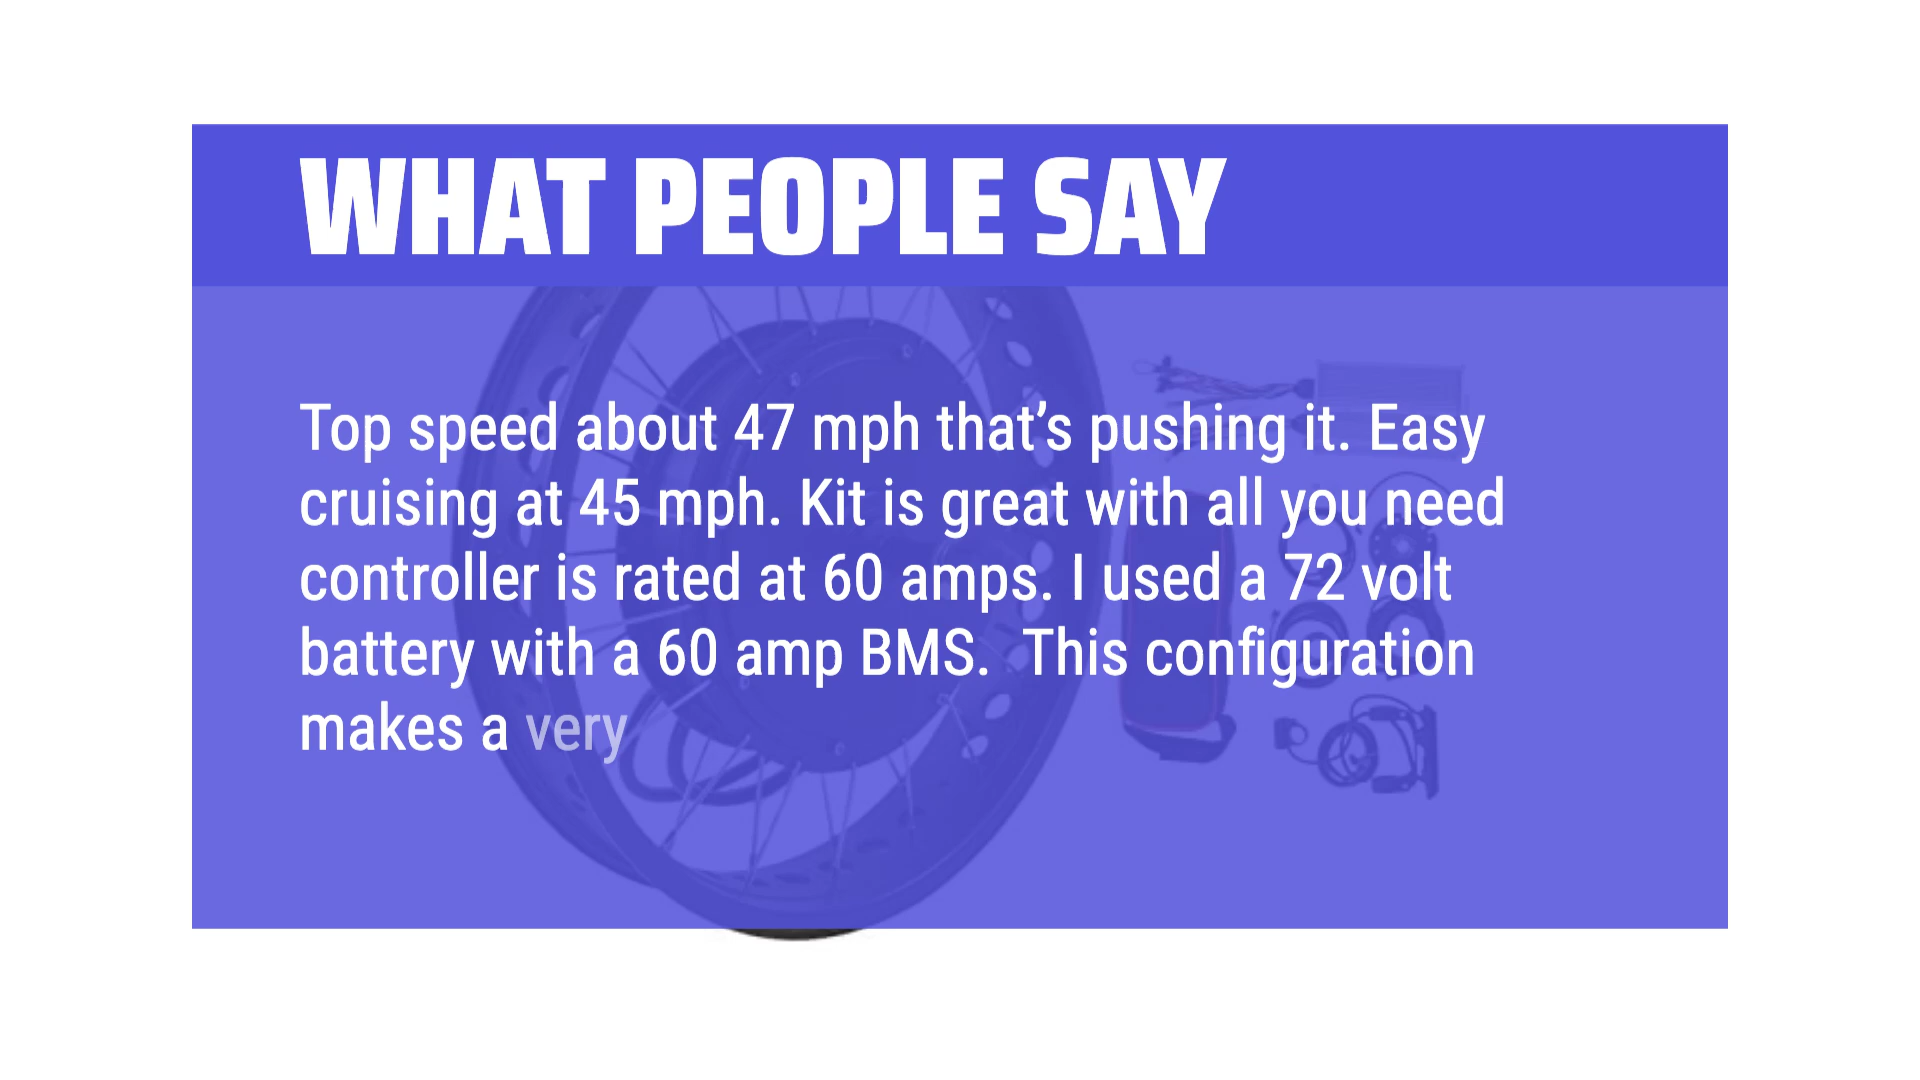 WHAT PEOPLE SAY
Top speed about 47 mph that’s pushing it. Easy
cruising at 45 mph. Kit is great with all you need
controller is rated at 60 amps. I used a 72 volt
battery with a 60 amp BMS.  This configuration
makes a very